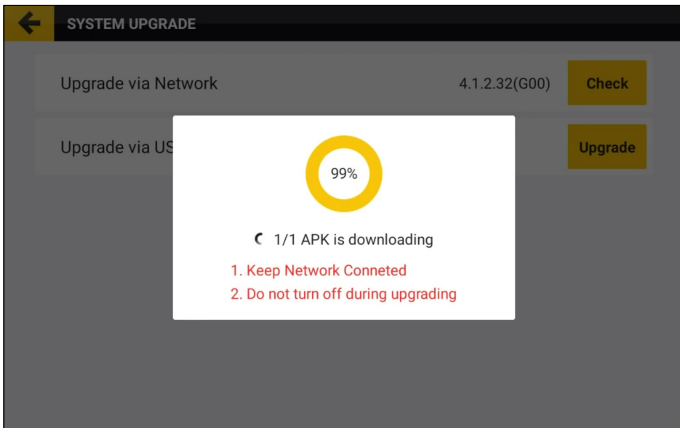 SYSTEM UPGRADE
Upgrade via Network 4.1.2.32(G00) Check
Upgrade via US Upgrade
99%
1/1 APK is downloading
1. Keep Network Conneted
2. Do not turn off during upgrading